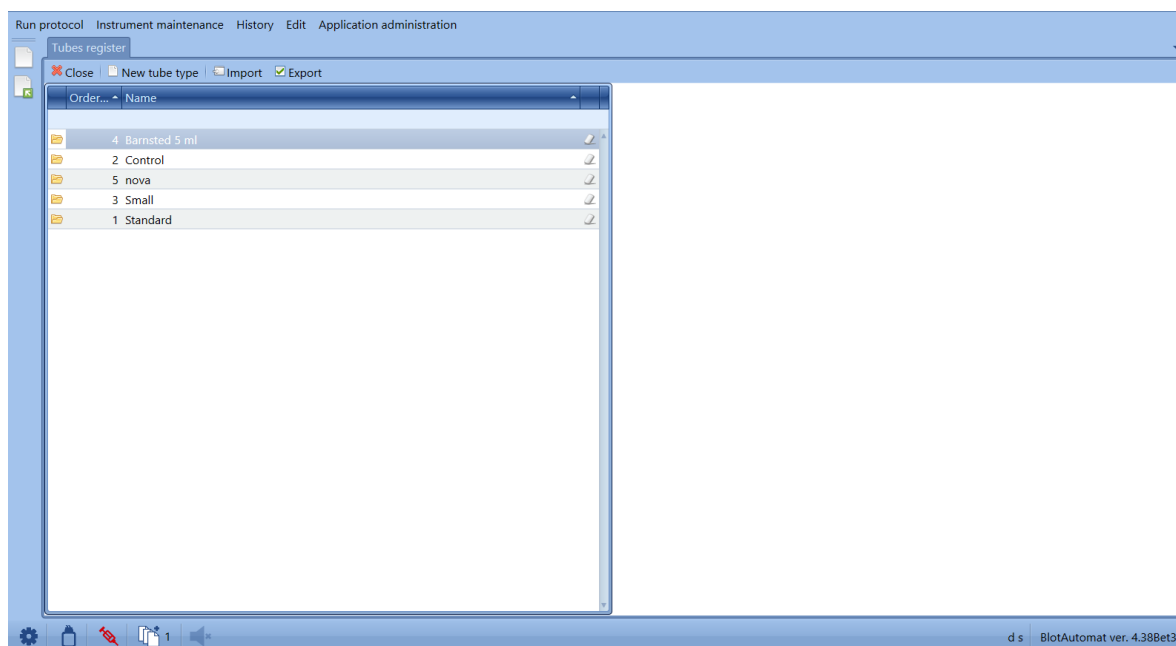 Run protocol Instrument maintenance History Edit Application administration
Tubes register
Close New tube type Import Export
Order... Name
4 Barnsted 5 ml
2 Control
5 nova
3 Small
1 Standard
1 d s BlotAutomat ver. 4.38Bet3